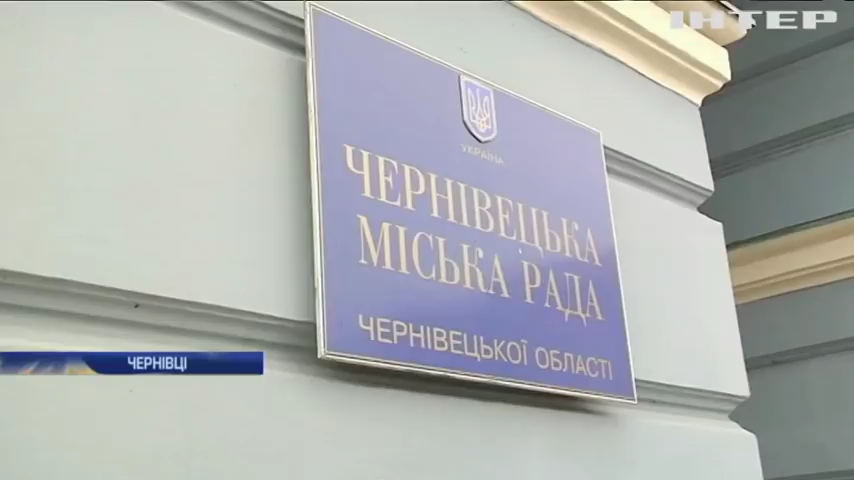 ІНТЕР
УКРАЇНА
ЧЕРНІВЕЦЬКА
МІСЬКА РАДА
ЧЕРНІВЕЦЬКОЇ ОБЛАСТІ
ЧЕРНІВЦІ